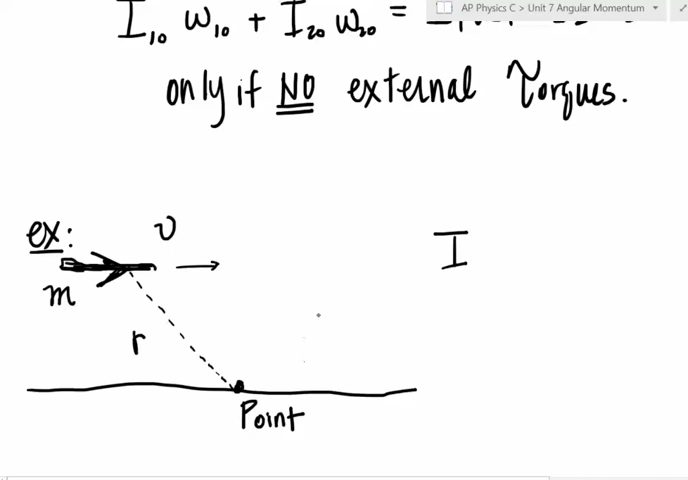 AP Physics C > Unit 7 Angular Momentum
I₁₀ ω₁₀ + I₂₀ ω₂₀ =
only if NO external Torques.
ex: v
m
I
r
Point